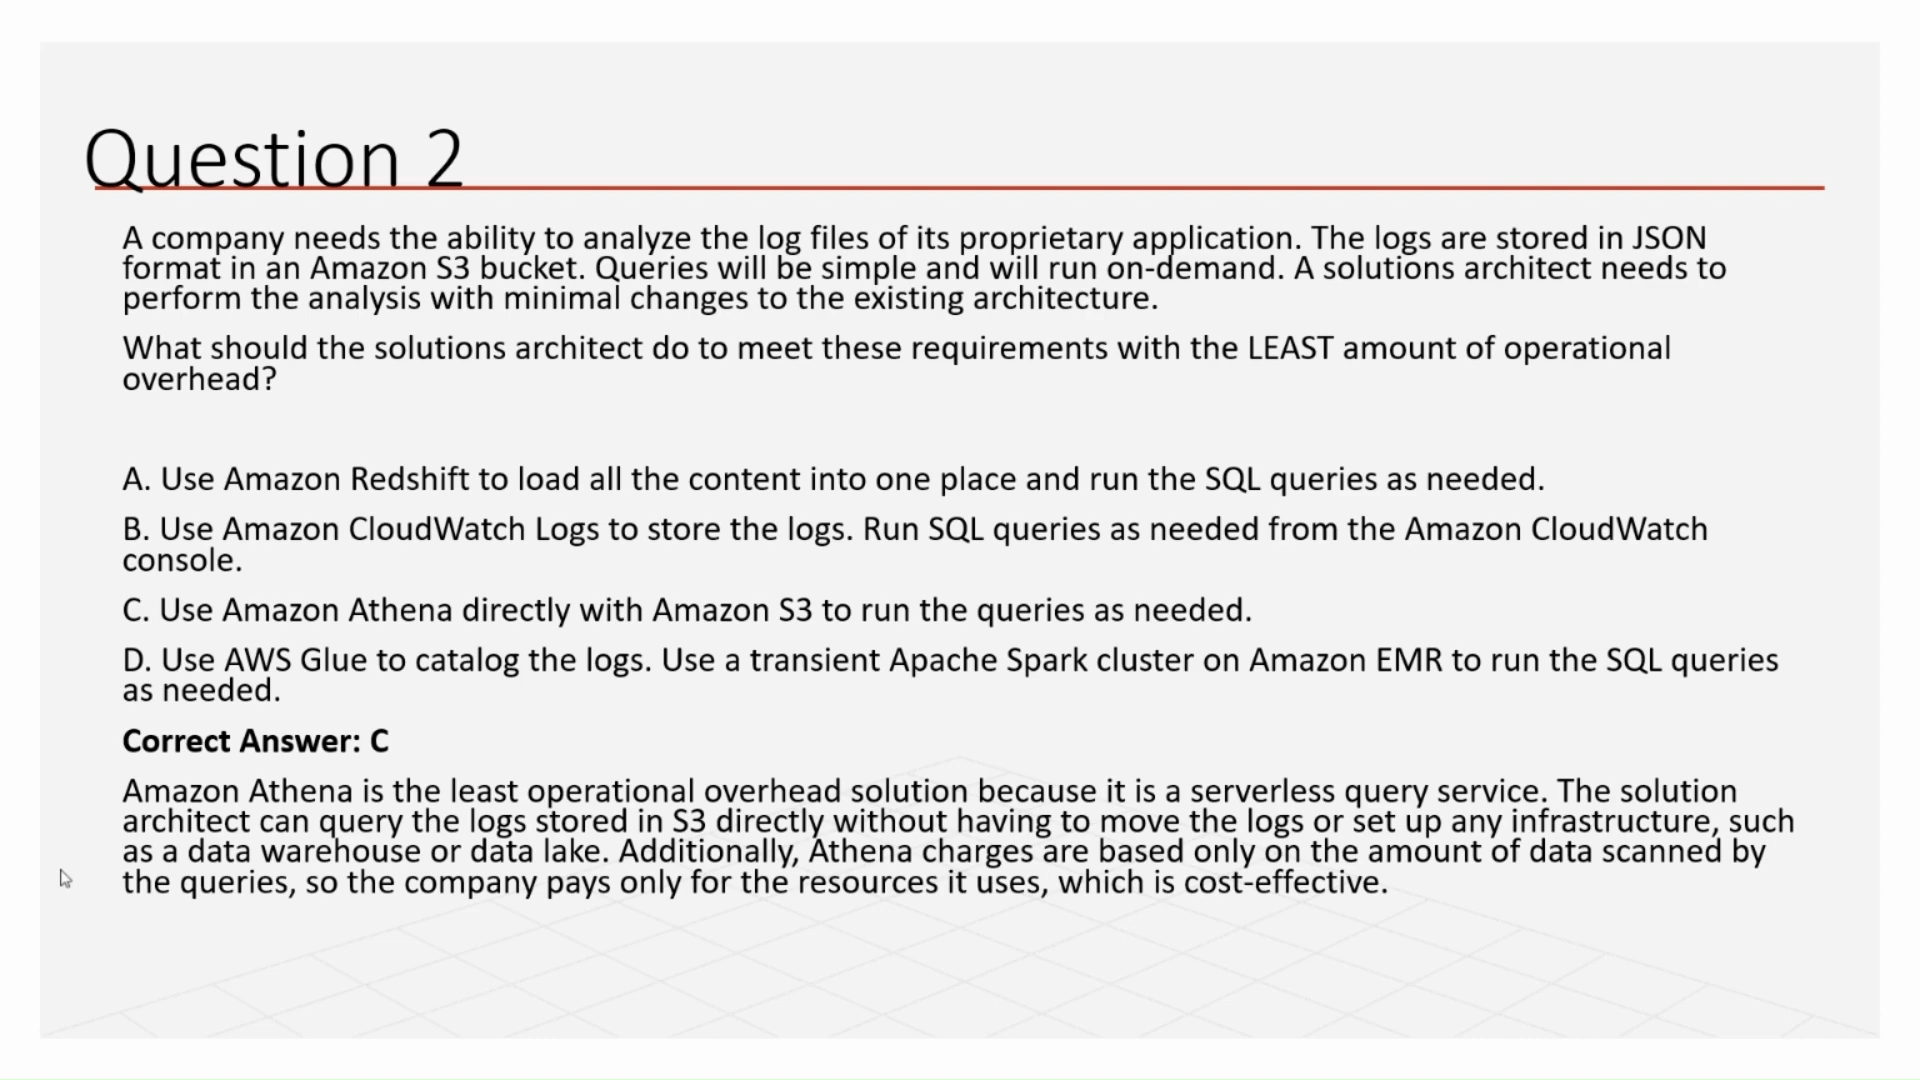 Question 2
A company needs the ability to analyze the log files of its proprietary application. The logs are stored in JSON
format in an Amazon S3 bucket. Queries will be simple and will run on-demand. A solutions architect needs to
perform the analysis with minimal changes to the existing architecture.
What should the solutions architect do to meet these requirements with the LEAST amount of operational
overhead?
A. Use Amazon Redshift to load all the content into one place and run the SQL queries as needed.
B. Use Amazon CloudWatch Logs to store the logs. Run SQL queries as needed from the Amazon CloudWatch
console.
C. Use Amazon Athena directly with Amazon S3 to run the queries as needed.
D. Use AWS Glue to catalog the logs. Use a transient Apache Spark cluster on Amazon EMR to run the SQL queries
as needed.
Correct Answer: C
Amazon Athena is the least operational overhead solution because it is a serverless query service. The solution
architect can query the logs stored in S3 directly without having to move the logs or set up any infrastructure, such
as a data warehouse or data lake. Additionally, Athena charges are based only on the amount of data scanned by
the queries, so the company pays only for the resources it uses, which is cost-effective.